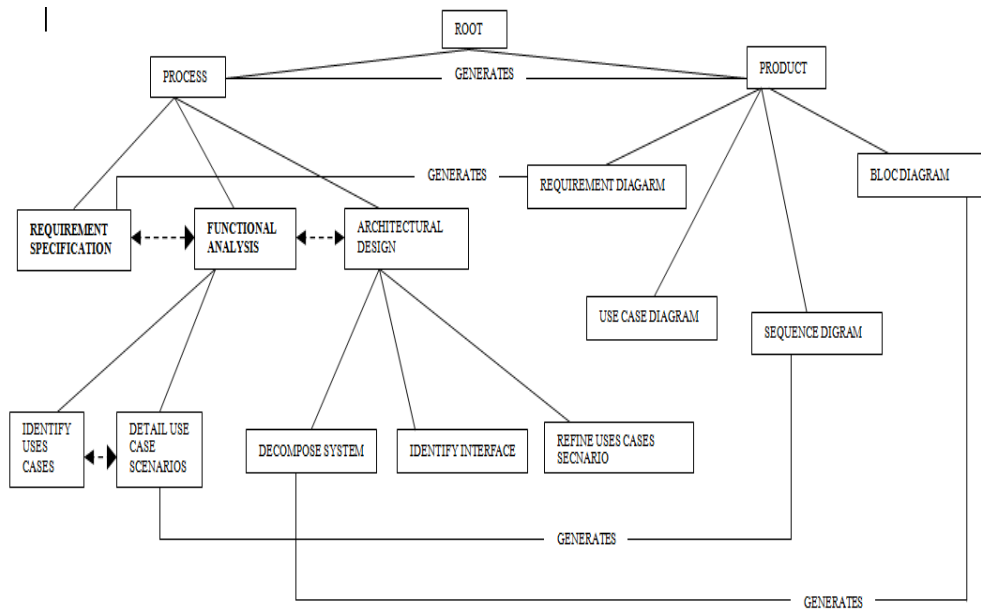 ROOT
PROCESS
GENERATES
PRODUCT
GENERATES
REQUIREMENT DIAGARM
BLOC DIAGRAM
REQUIREMENT
SPECIFICATION
FUNCTIONAL
ANALYSIS
ARCHITECTURAL
DESIGN
USE CASE DIAGRAM
SEQUENCE DIGRAM
IDENTIFY
USES
CASES
DETAIL USE
CASE
SCENARIOS
DECOMPOSE SYSTEM
IDENTIFY INTERFACE
REFINE USES CASES
SECNARIO
GENERATES
GENERATES